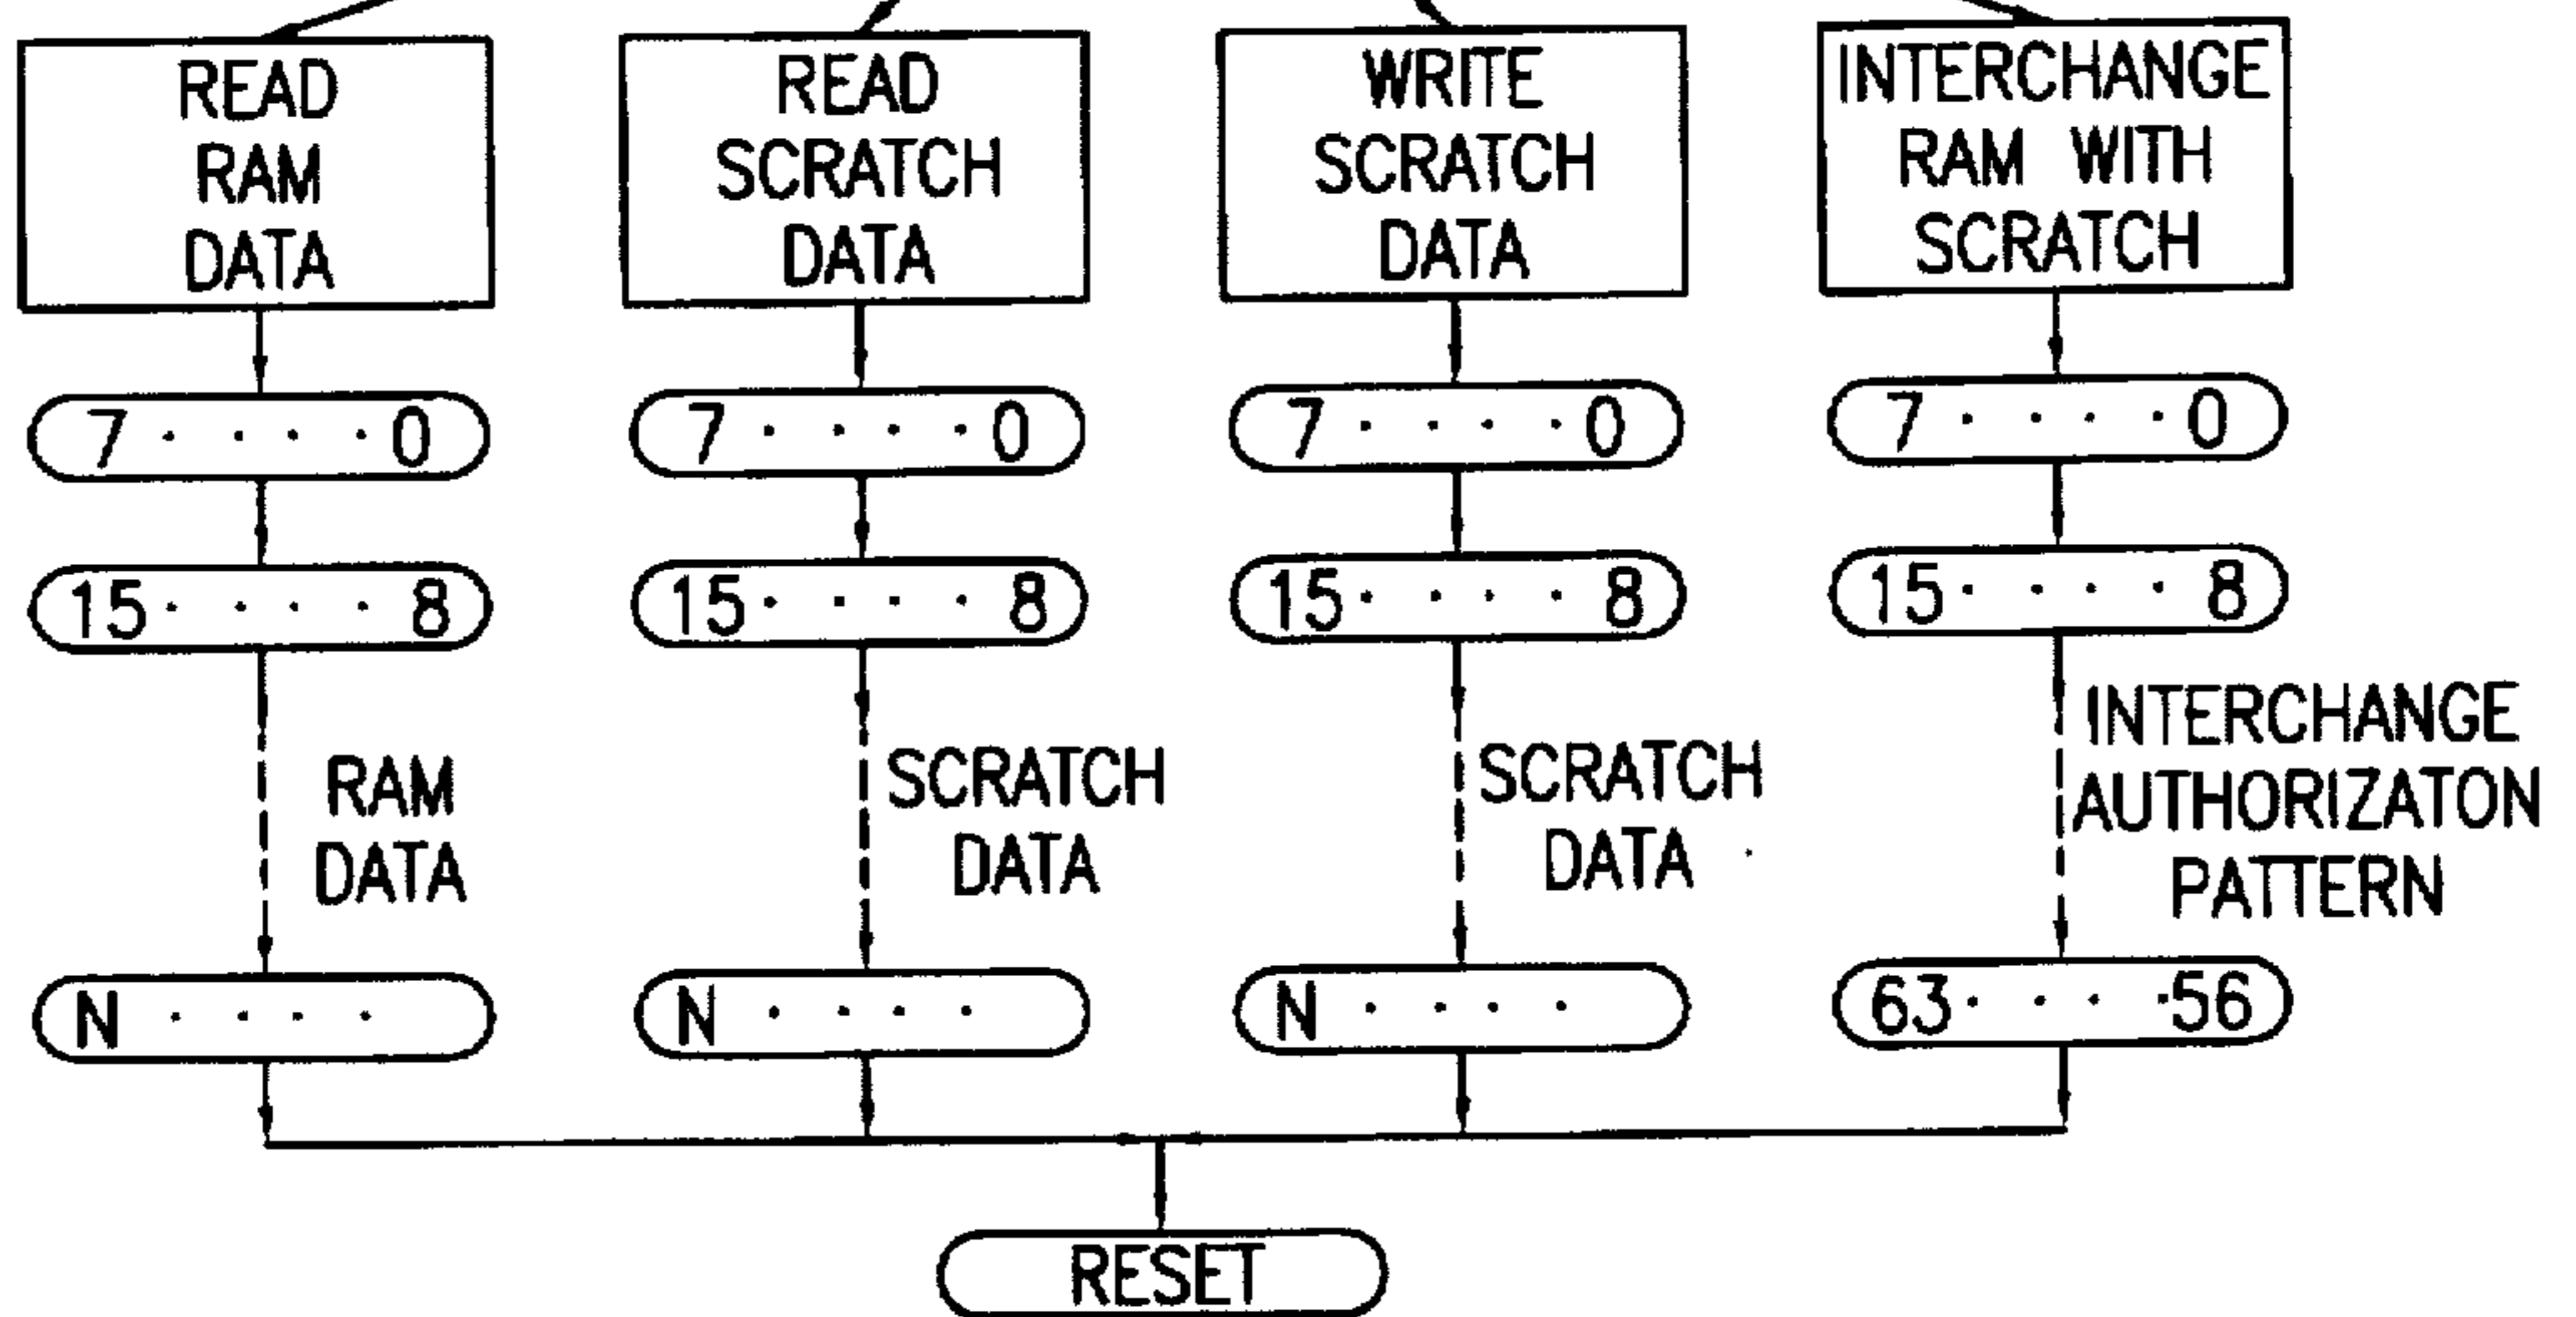 READ
RAM
DATA
READ
SCRATCH
DATA
WRITE
SCRATCH
DATA
INTERCHANGE
RAM WITH
SCRATCH
7 · · · · 0
7 · · · · 0
7 · · · · 0
7 · · · · 0
15 · · · · 8
15 · · · · 8
15 · · · · 8
15 · · · · 8
RAM
DATA
SCRATCH
DATA
SCRATCH
DATA
INTERCHANGE
AUTHORIZATON
PATTERN
N · · · ·
N · · · ·
N · · · ·
63 · · · · 56
RESET